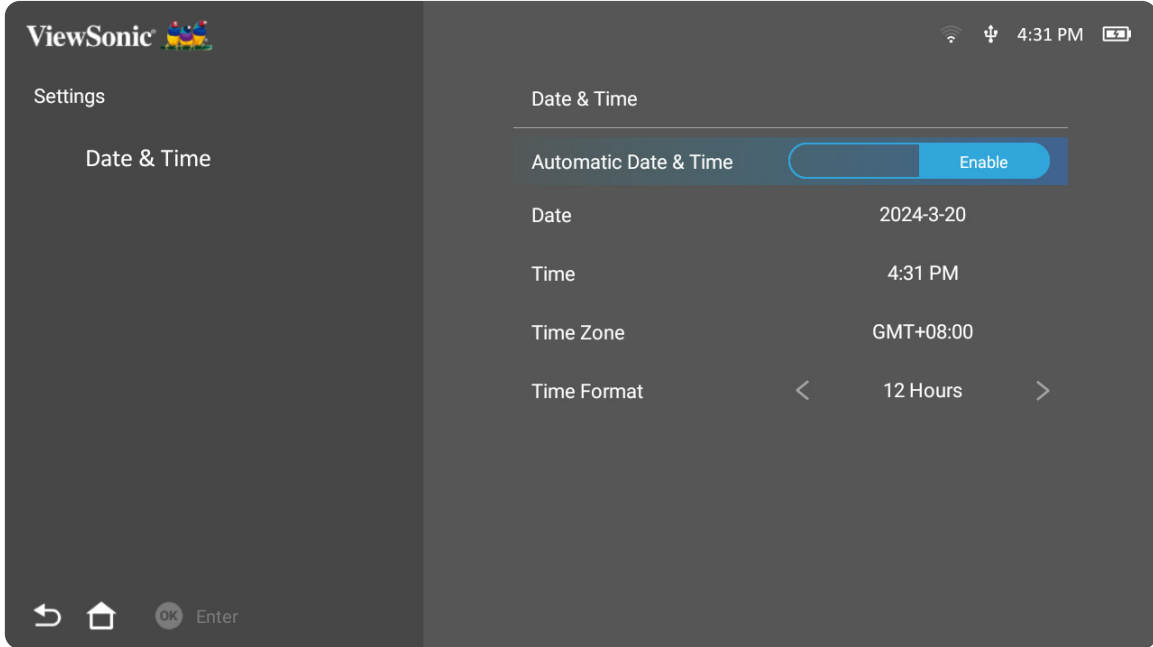 ViewSonic
4:31 PM
Settings
Date & Time
Date & Time
Automatic Date & Time Enable
Date 2024-3-20
Time 4:31 PM
Time Zone GMT+08:00
Time Format < 12 Hours >
OK Enter